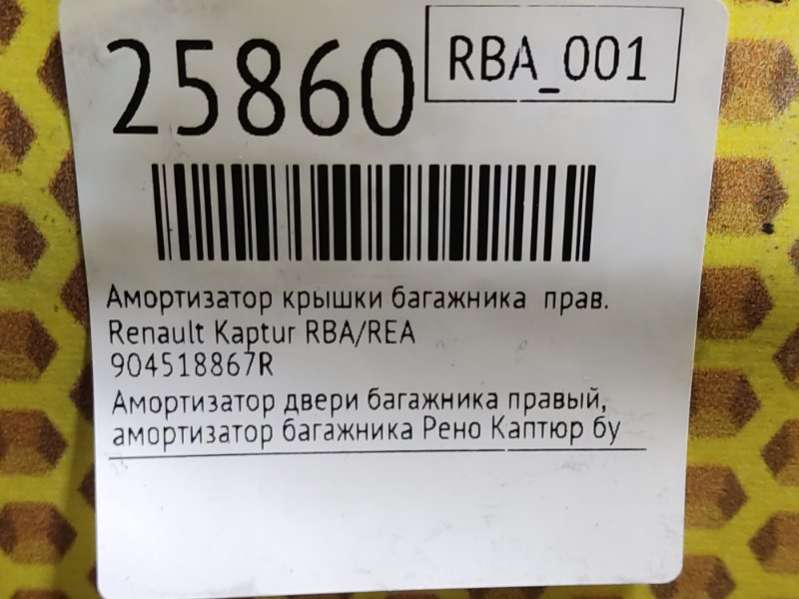 25860
RBA_001
Амортизатор крышки багажника прав.
Renault Kaptur RBA/REA
904518867R
Амортизатор двери багажника правый,
амортизатор багажника Рено Каптюр бу